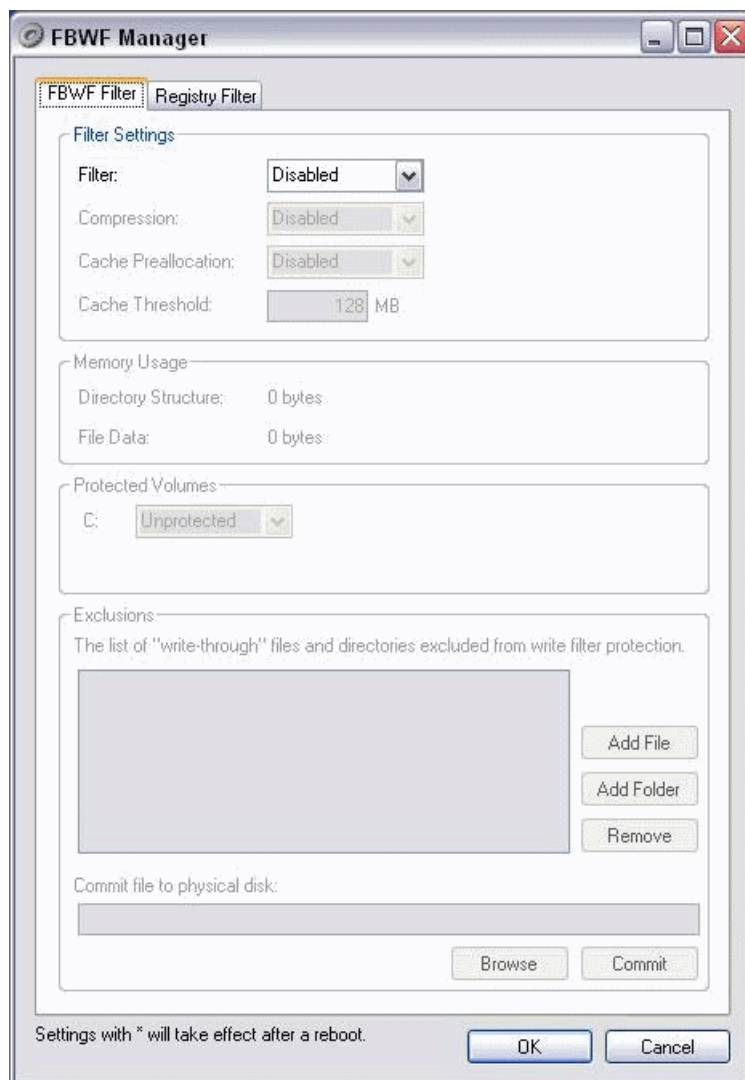 FBWF Manager
FBWF Filter Registry Filter
Filter Settings
Filter: Disabled
Compression: Disabled
Cache Preallocation: Disabled
Cache Threshold: 128 MB
Memory Usage
Directory Structure: 0 bytes
File Data: 0 bytes
Protected Volumes
C: Unprotected
Exclusions
The list of "write-through" files and directories excluded from write filter protection.
Add File
Add Folder
Remove
Commit file to physical disk:
Browse Commit
Settings with * will take effect after a reboot.
OK Cancel